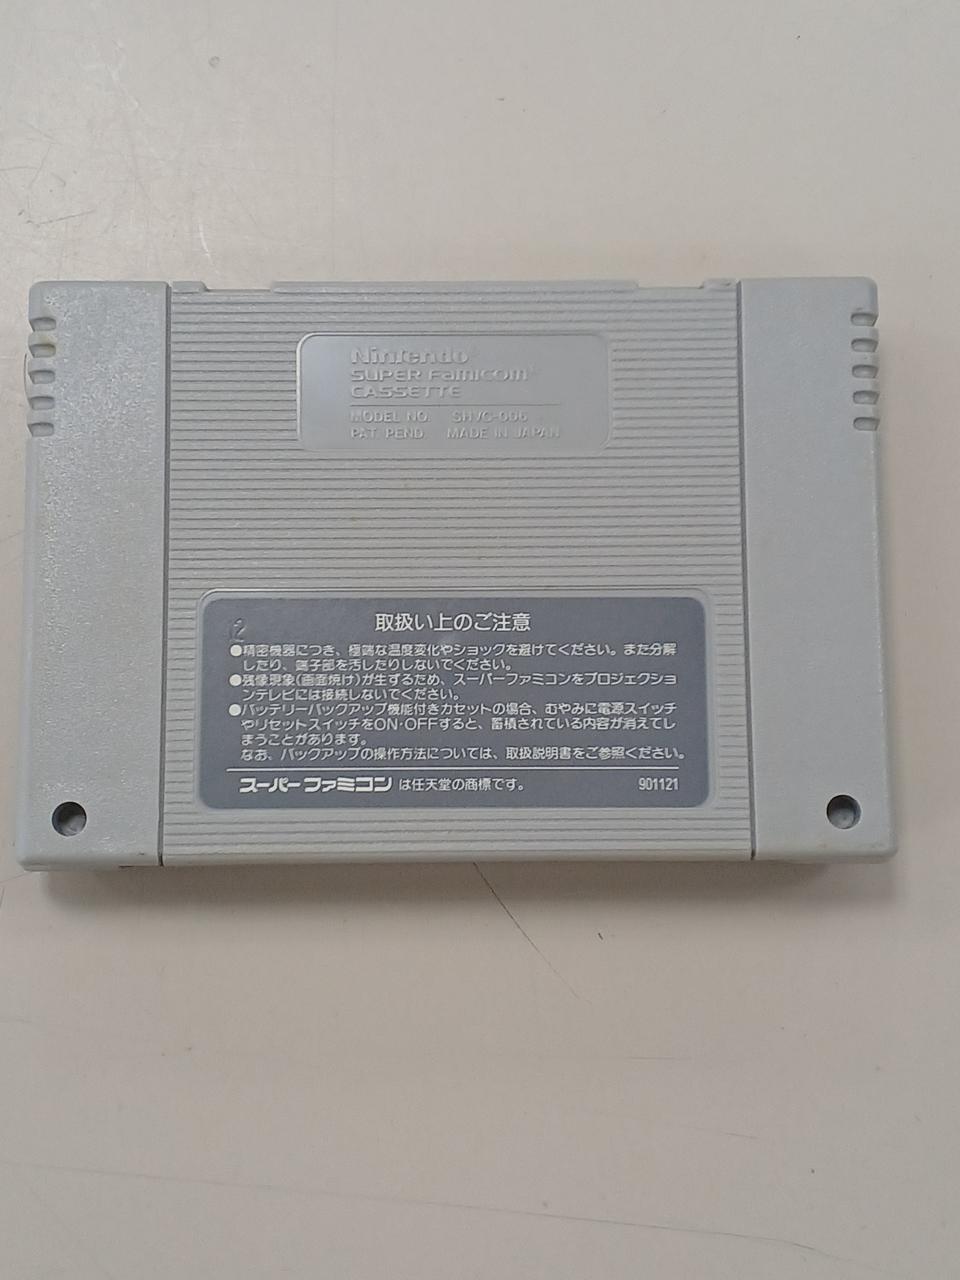 Nintendo
SUPER FAMICOM
CASSETTE
MODEL NO. SHVC-006
PAT. PEND. MADE IN JAPAN
12
取扱い上のご注意
●精密機器につき、極端な温度変化やショックを避けてください。また分解
したり、端子部を汚したりしないでください。
●残像現象(画面焼け)が生ずるため、スーパーファミコンをプロジェクショ
ンテレビには接続しないでください。
●バッテリーバックアップ機能付きカセットの場合、むやみに電源スイッチ
やリセットスイッチをON・OFFすると、蓄積されている内容が消えてし
まうことがあります。
なお、バックアップの操作方法については、取扱説明書をご参照ください。
スーパーファミコン は任天堂の商標です。 901121